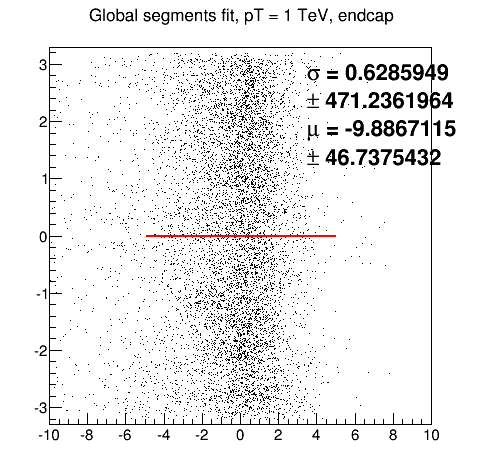 Global segments fit, pT = 1 TeV, endcap
σ = 0.6285949
± 471.2361964
μ = -9.8867115
± 46.7375432
3
2
1
0
-1
-2
-3
-10 -8 -6 -4 -2 0 2 4 6 8 10